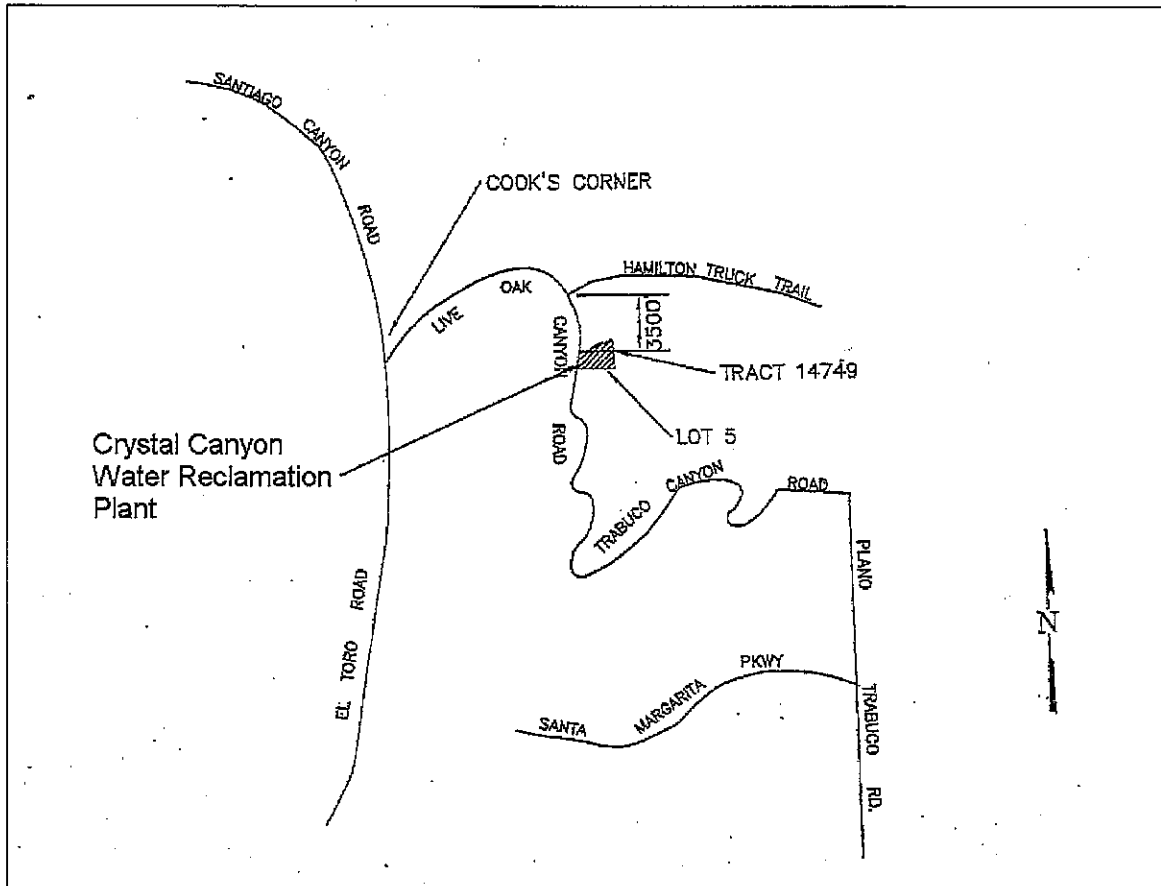 SANTIAGO CANYON ROAD
COOK'S CORNER
HAMILTON TRUCK TRAIL
LIVE OAK CANYON ROAD
3500'
TRACT 14749
LOT 5
Crystal Canyon
Water Reclamation
Plant
TRABUCO CANYON ROAD
PLANO TRABUCO RD.
EL TORO ROAD
SANTA MARGARITA PKWY
N